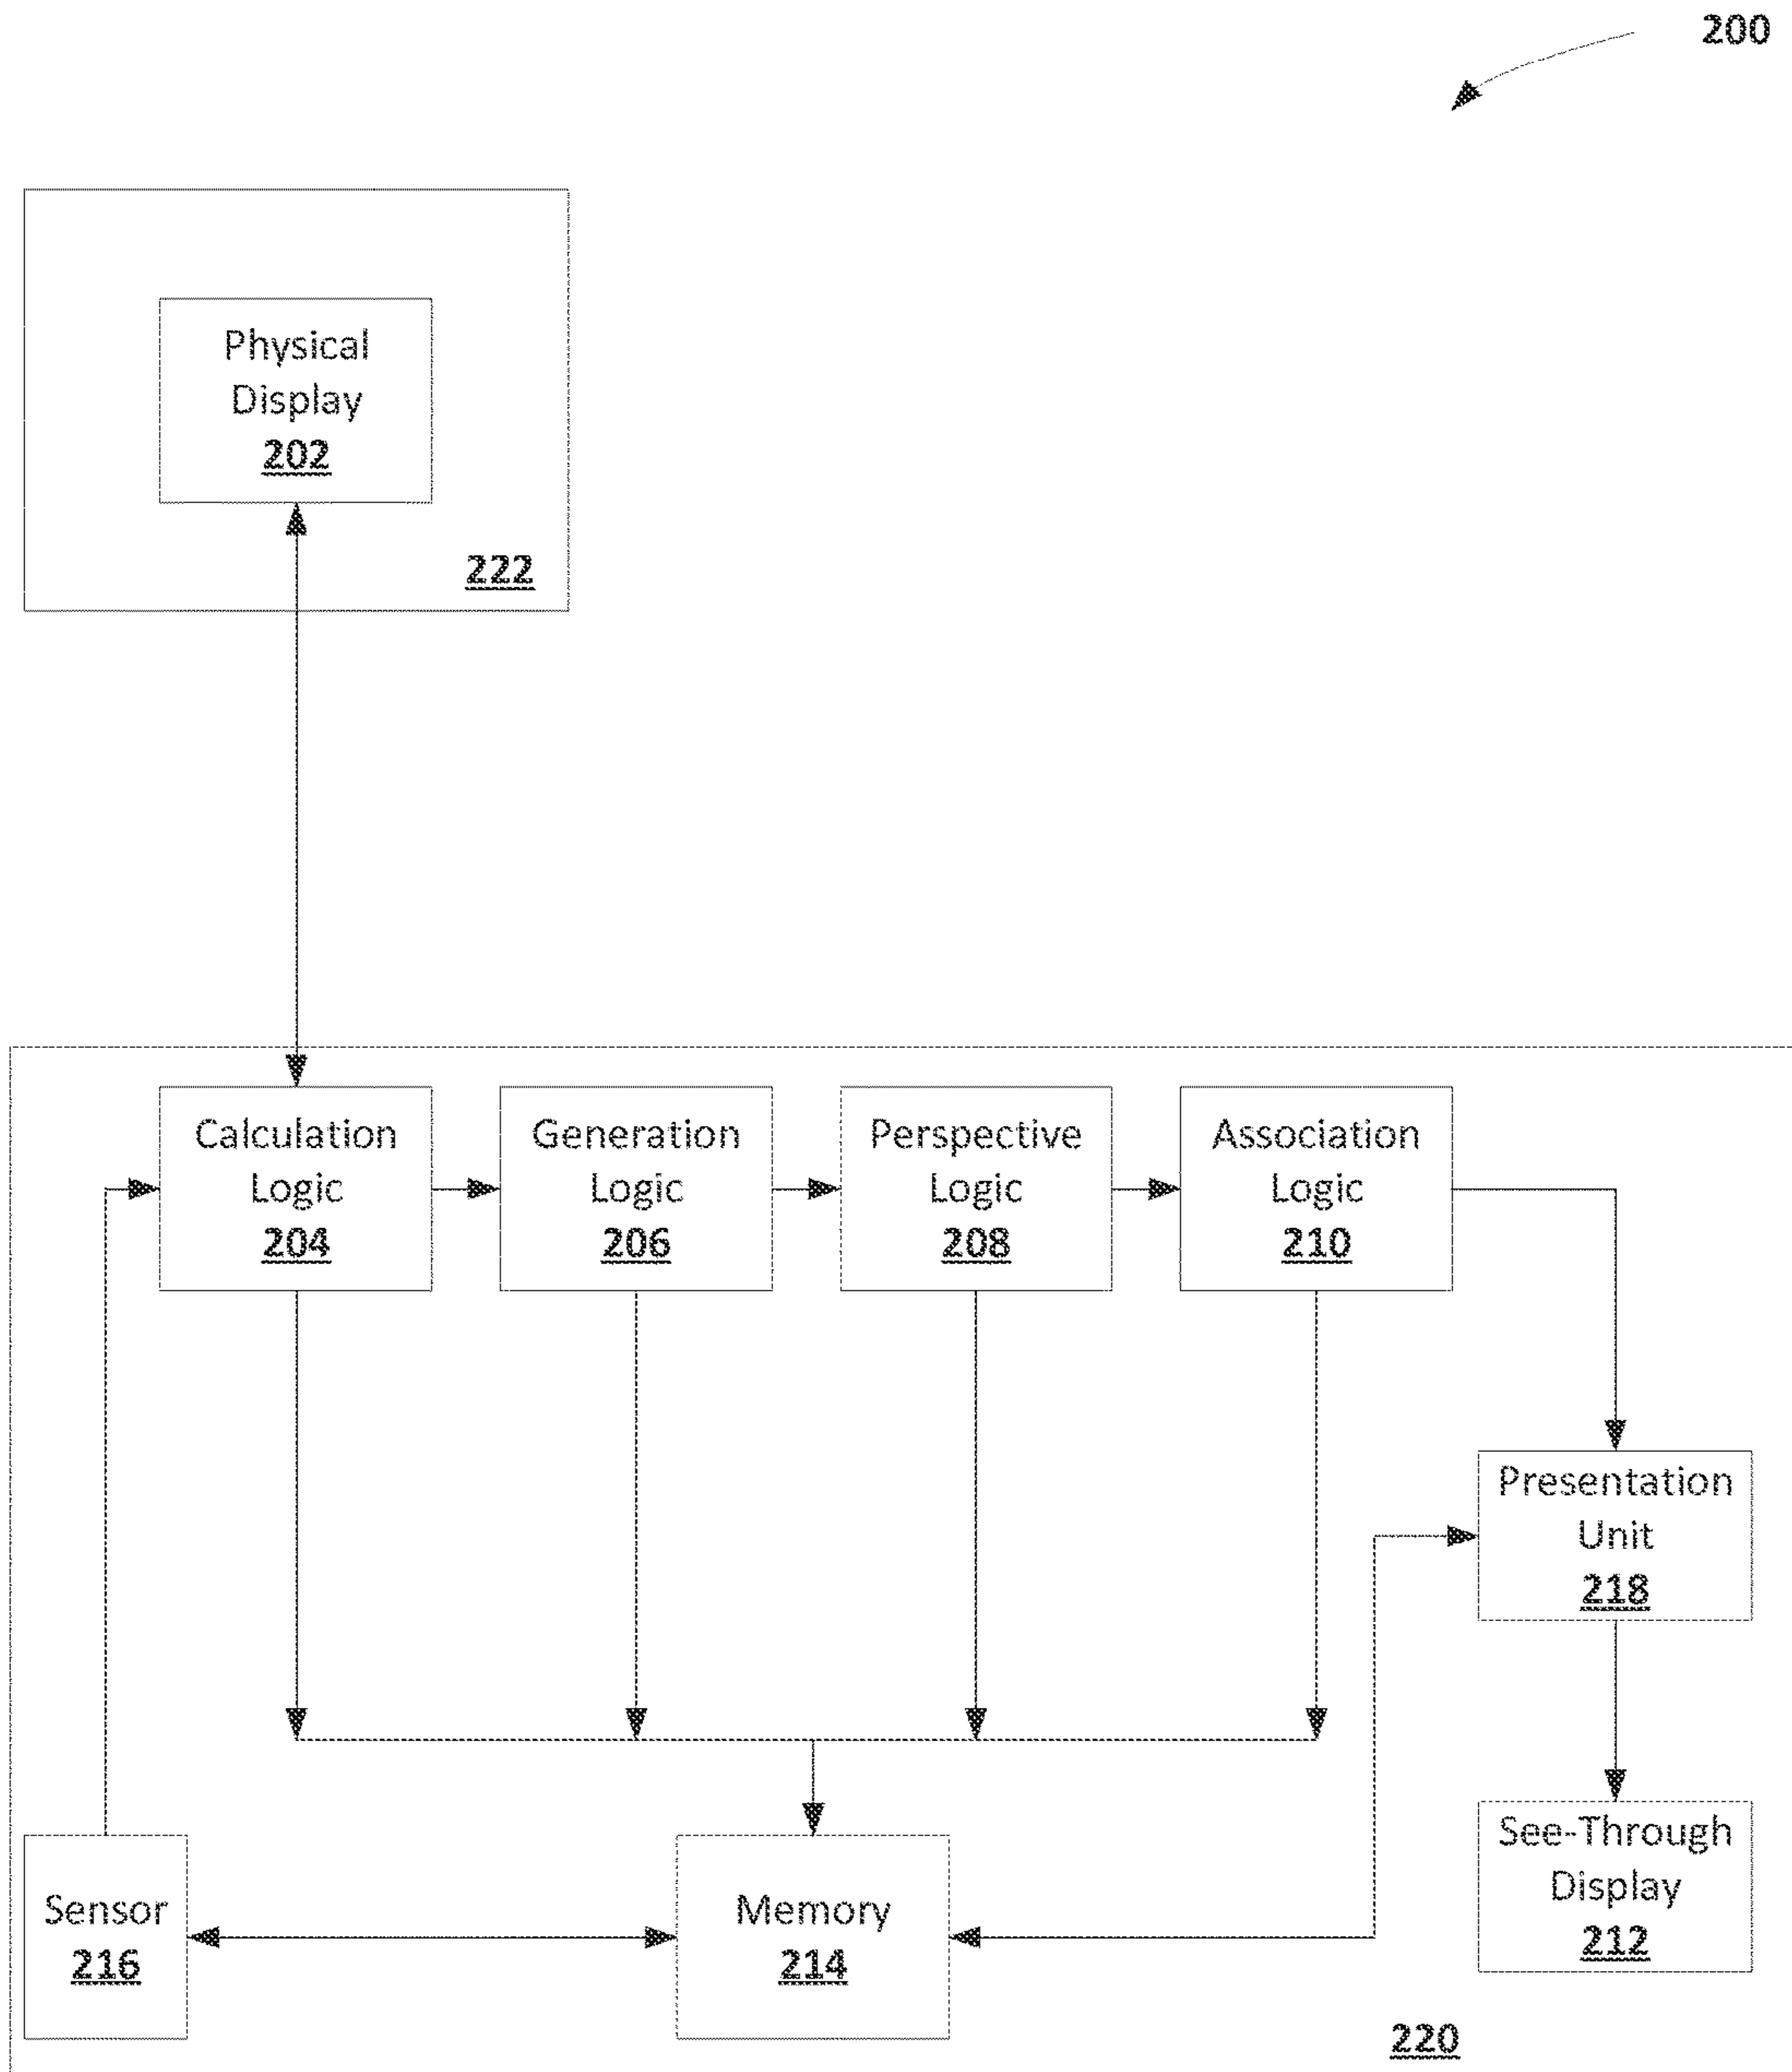 200
Physical
Display
202
222
Calculation
Logic
204
Generation
Logic
206
Perspective
Logic
208
Association
Logic
210
Presentation
Unit
218
See-Through
Display
212
Sensor
216
Memory
214
220